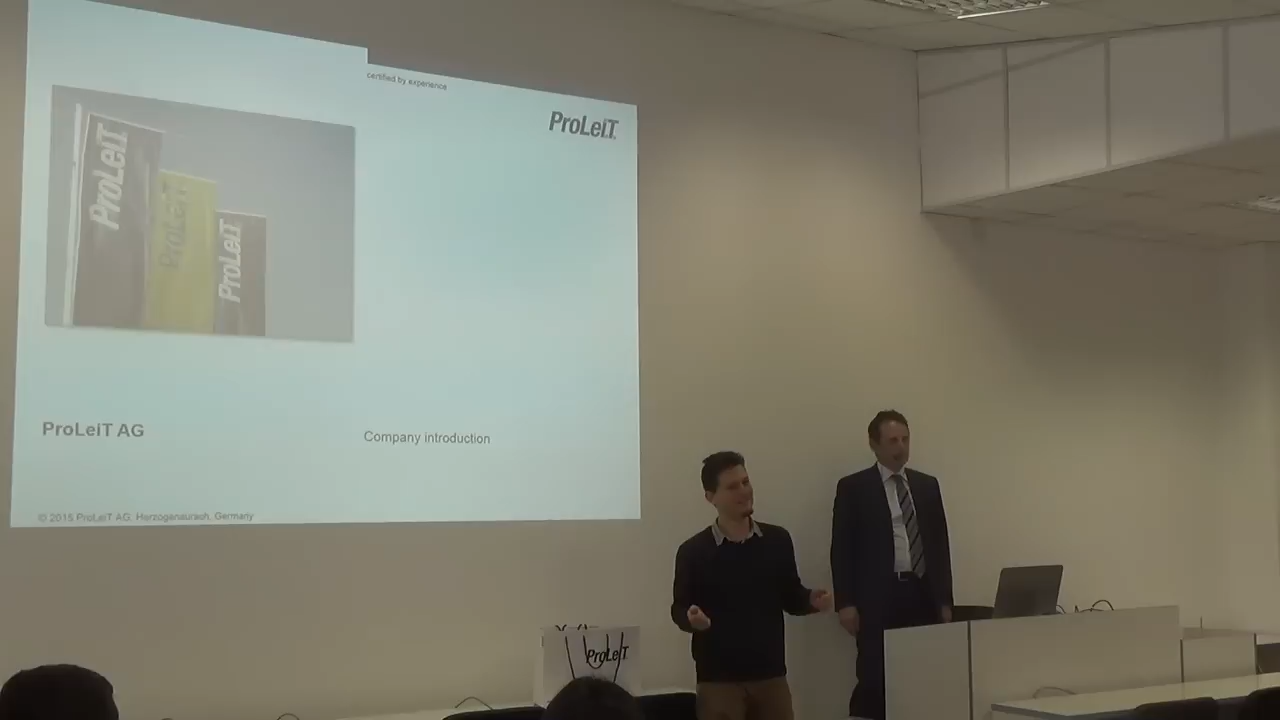 certified by experience
ProLeiT
ProLeiT
ProLeiT
ProLeiT
ProLeiT AG
Company introduction
© 2015 ProLeiT AG, Herzogenaurach, Germany
ProLeiT